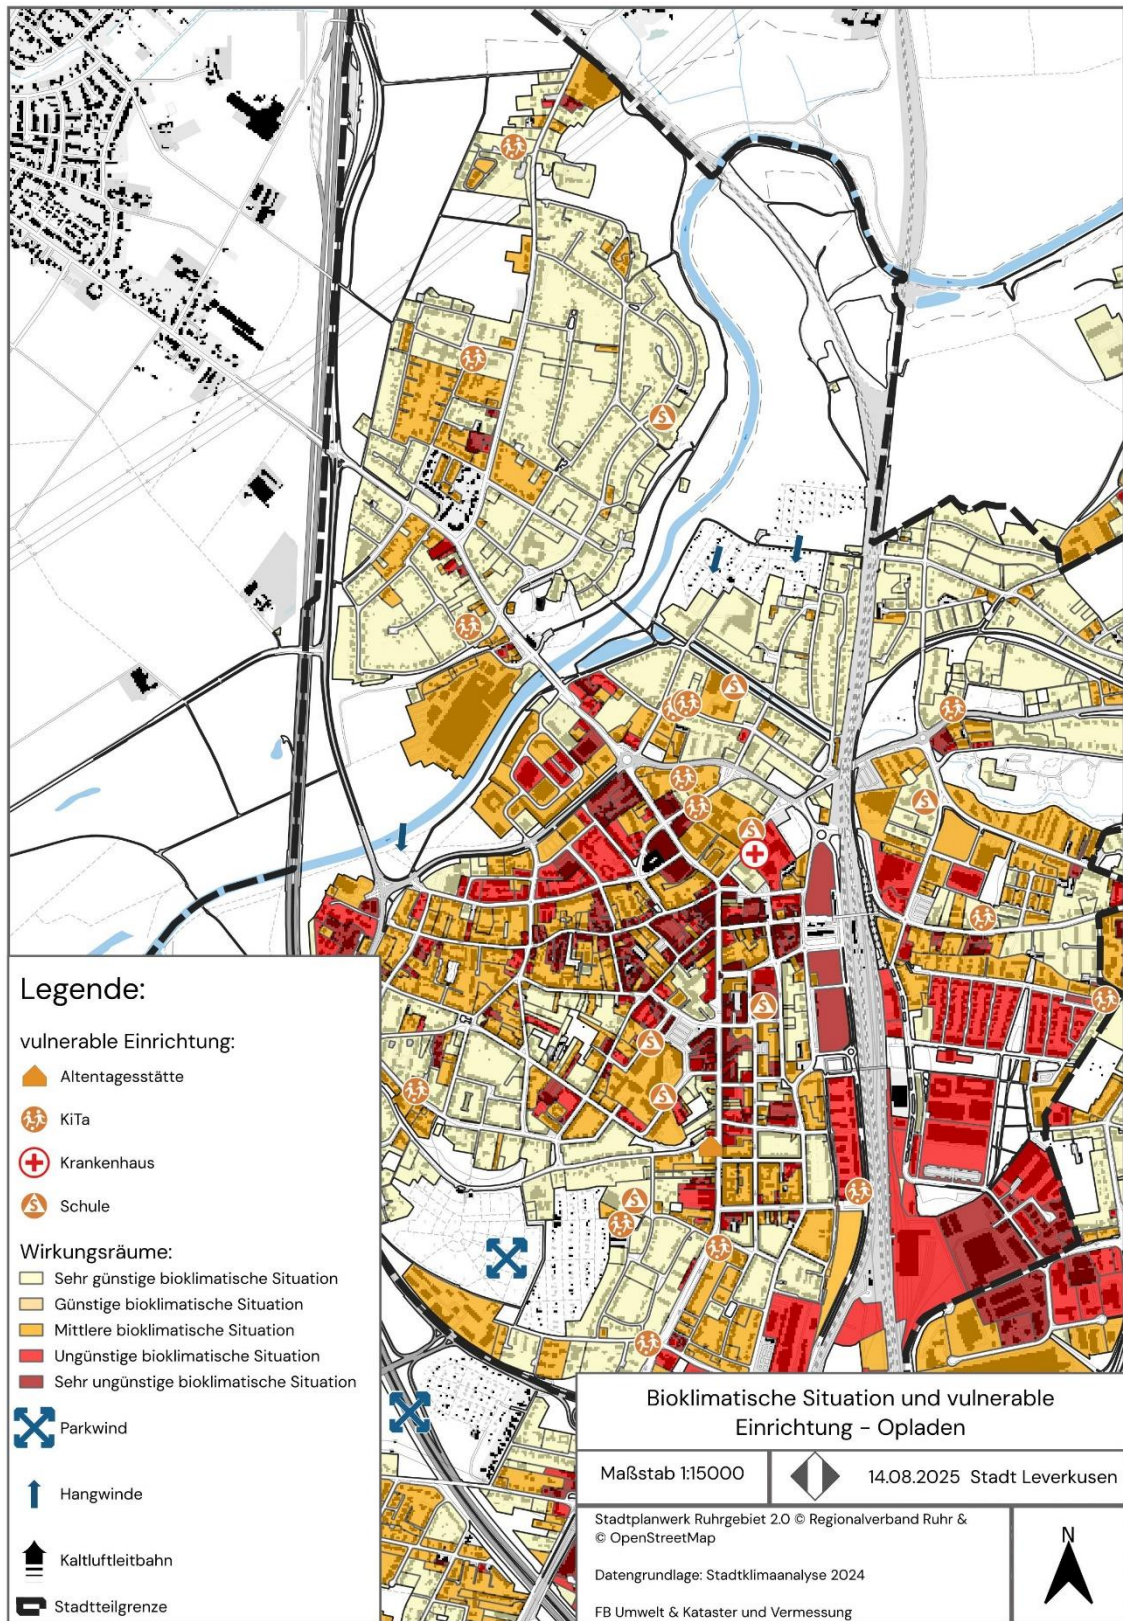 Legende:
vulnerable Einrichtung:
Altentagesstätte
KiTa
Krankenhaus
Schule
Wirkungsräume:
Sehr günstige bioklimatische Situation
Günstige bioklimatische Situation
Mittlere bioklimatische Situation
Ungünstige bioklimatische Situation
Sehr ungünstige bioklimatische Situation
Parkwind
Hangwinde
Kaltluftleitbahn
Stadtteilgrenze
Bioklimatische Situation und vulnerable
Einrichtung - Opladen
Maßstab 1:15000
14.08.2025 Stadt Leverkusen
Stadtplanwerk Ruhrgebiet 2.0 © Regionalverband Ruhr &
© OpenStreetMap
Datengrundlage: Stadtklimaanalyse 2024
FB Umwelt & Kataster und Vermessung
N